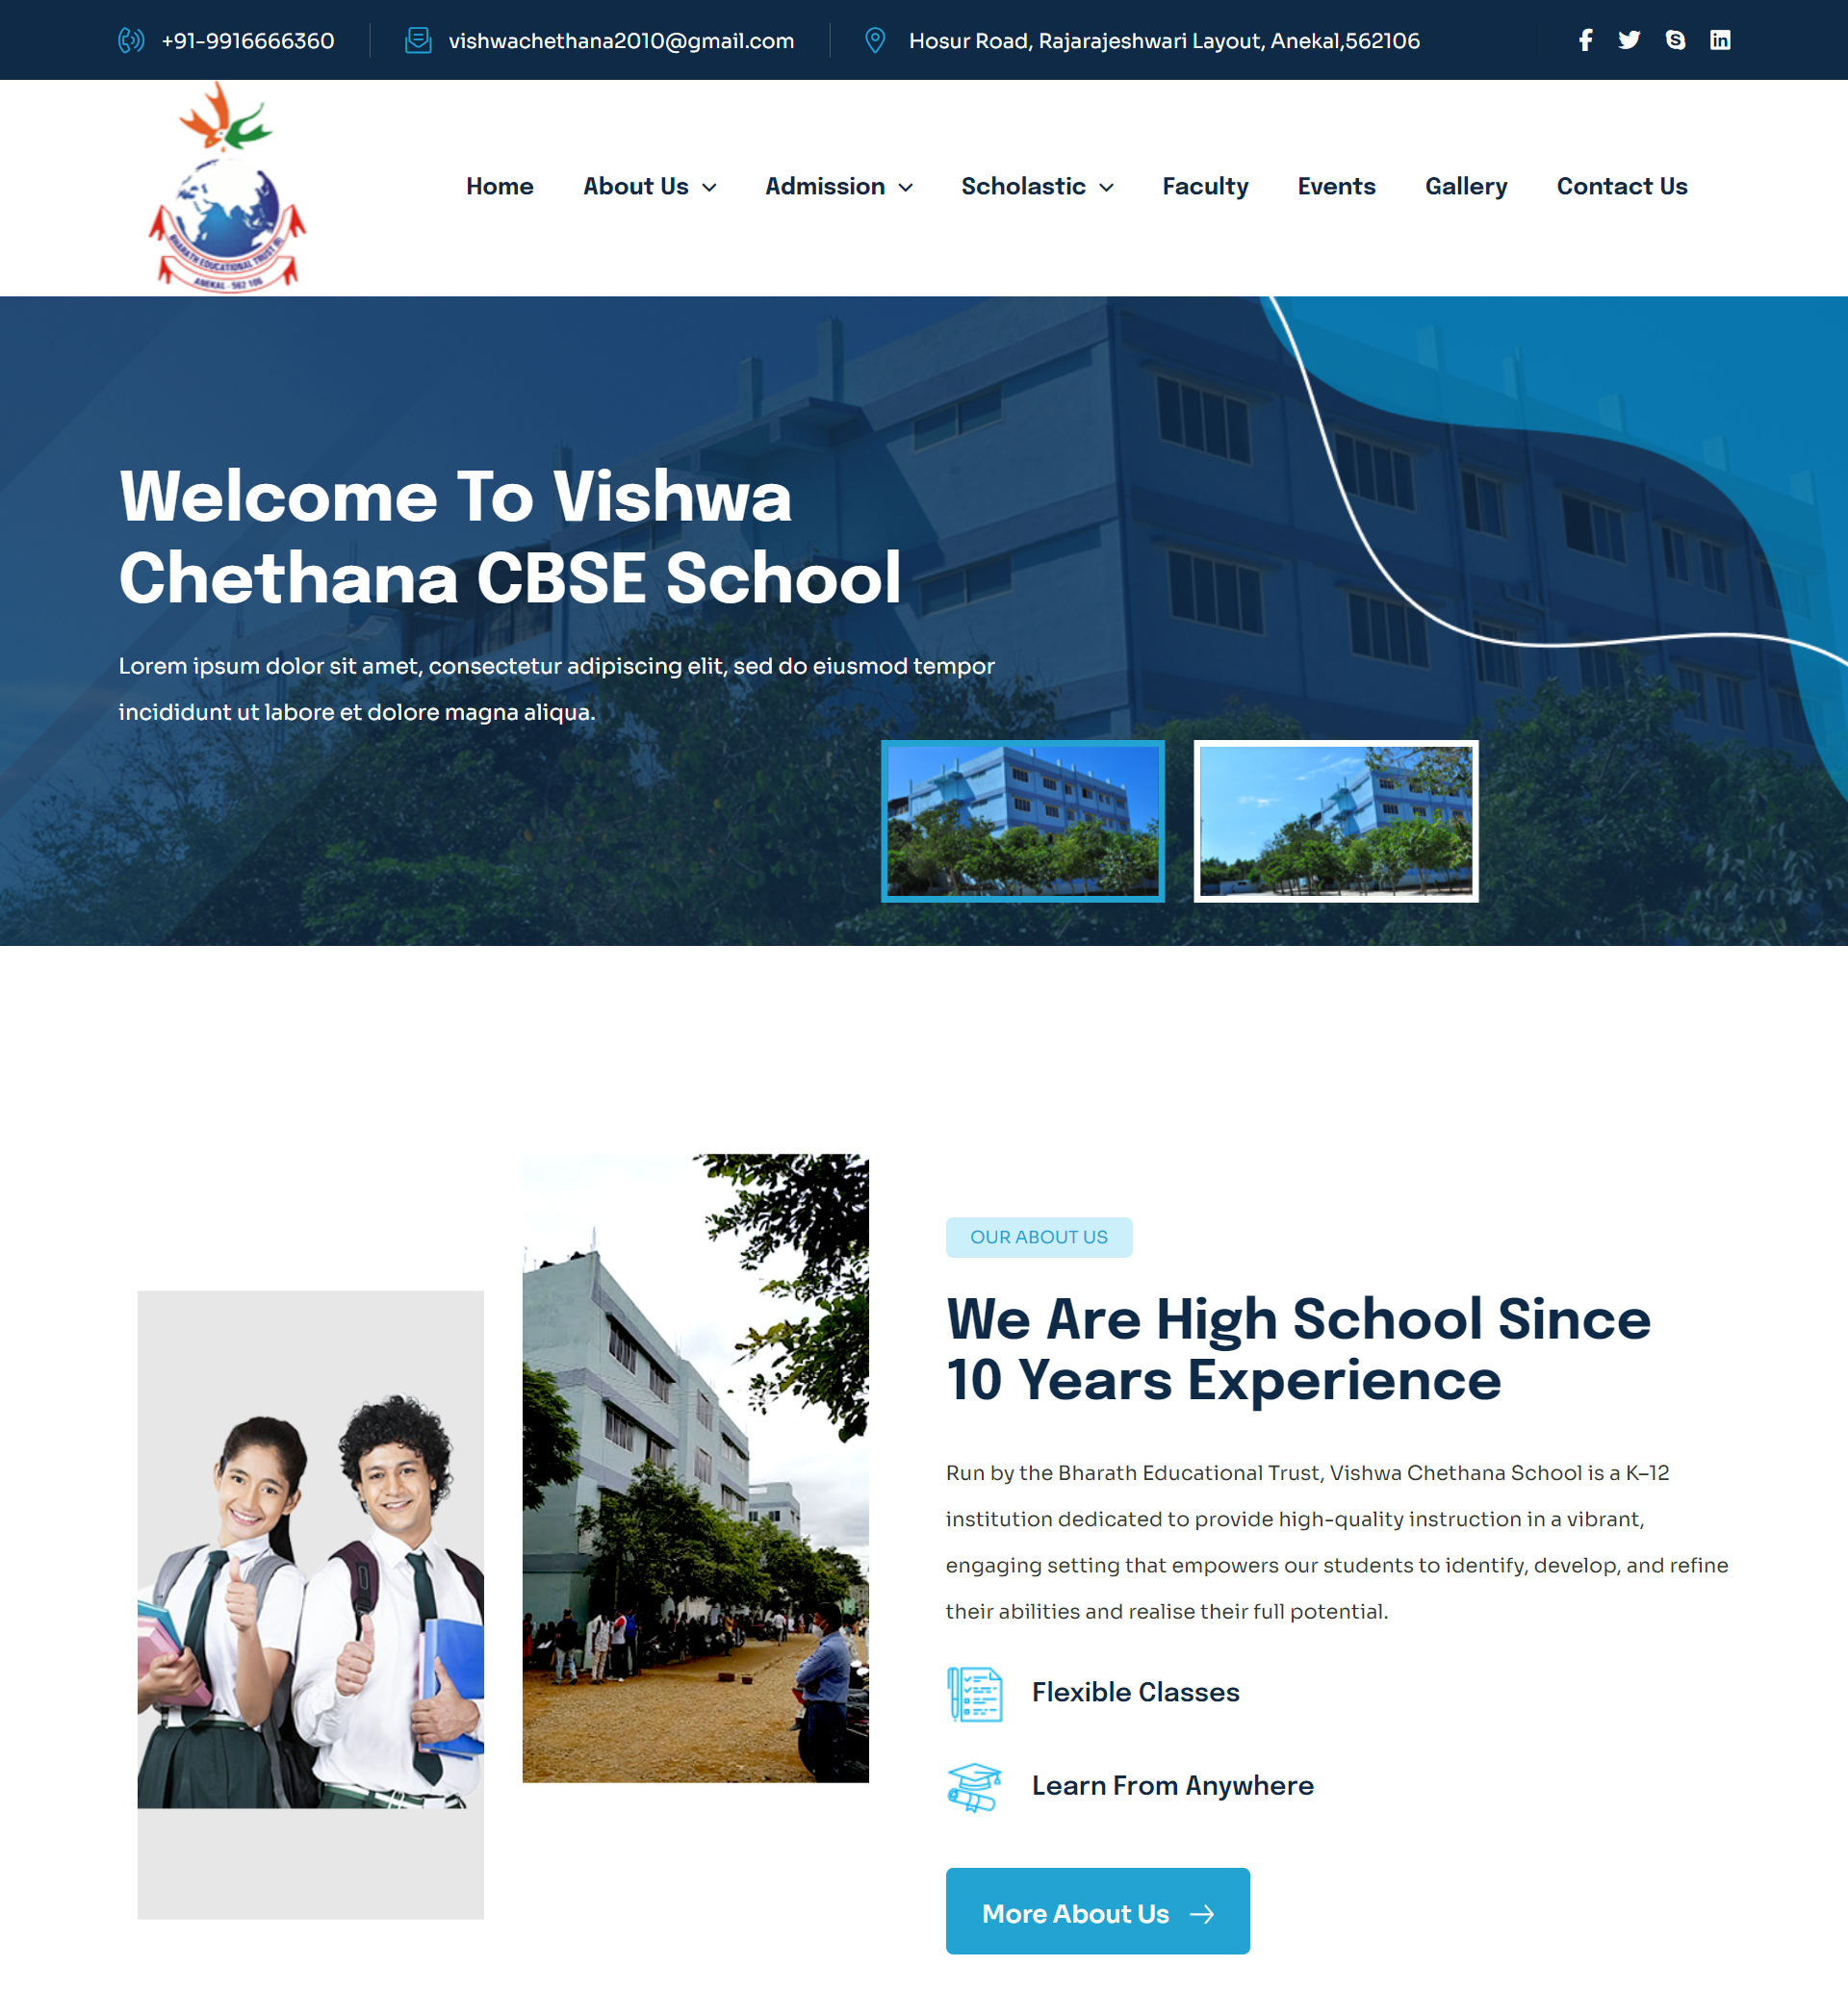 +91-9916666360
vishwachethana2010@gmail.com
Hosur Road, Rajarajeshwari Layout, Anekal,562106
BHARATH EDUCATIONAL TRUST (R)
ANEKAL - 562 106
Home
About Us
Admission
Scholastic
Faculty
Events
Gallery
Contact Us
Welcome To Vishwa
Chethana CBSE School
Lorem ipsum dolor sit amet, consectetur adipiscing elit, sed do eiusmod tempor
incididunt ut labore et dolore magna aliqua.
OUR ABOUT US
We Are High School Since
10 Years Experience
Run by the Bharath Educational Trust, Vishwa Chethana School is a K–12
institution dedicated to provide high-quality instruction in a vibrant,
engaging setting that empowers our students to identify, develop, and refine
their abilities and realise their full potential.
Flexible Classes
Learn From Anywhere
More About Us